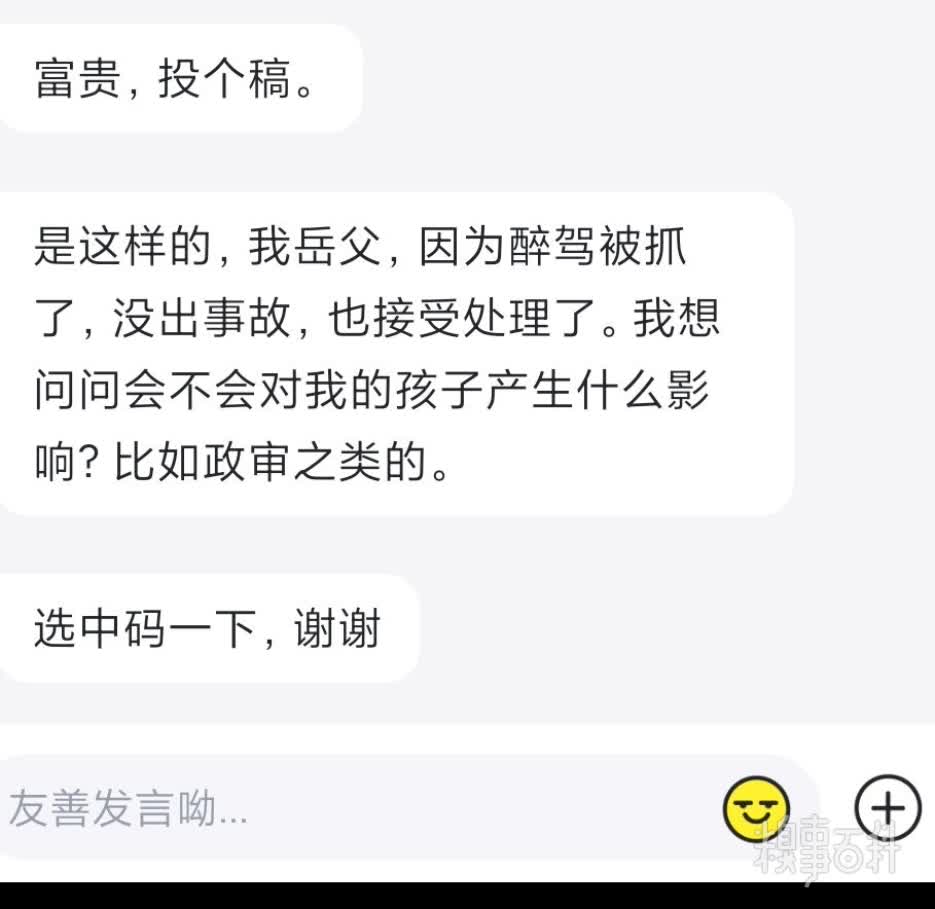 富贵，投个稿。
是这样的，我岳父，因为醉驾被抓
了，没出事故，也接受处理了。我想
问问会不会对我的孩子产生什么影
响？比如政审之类的。
选中码一下，谢谢
友善发言呦...
糗事百科